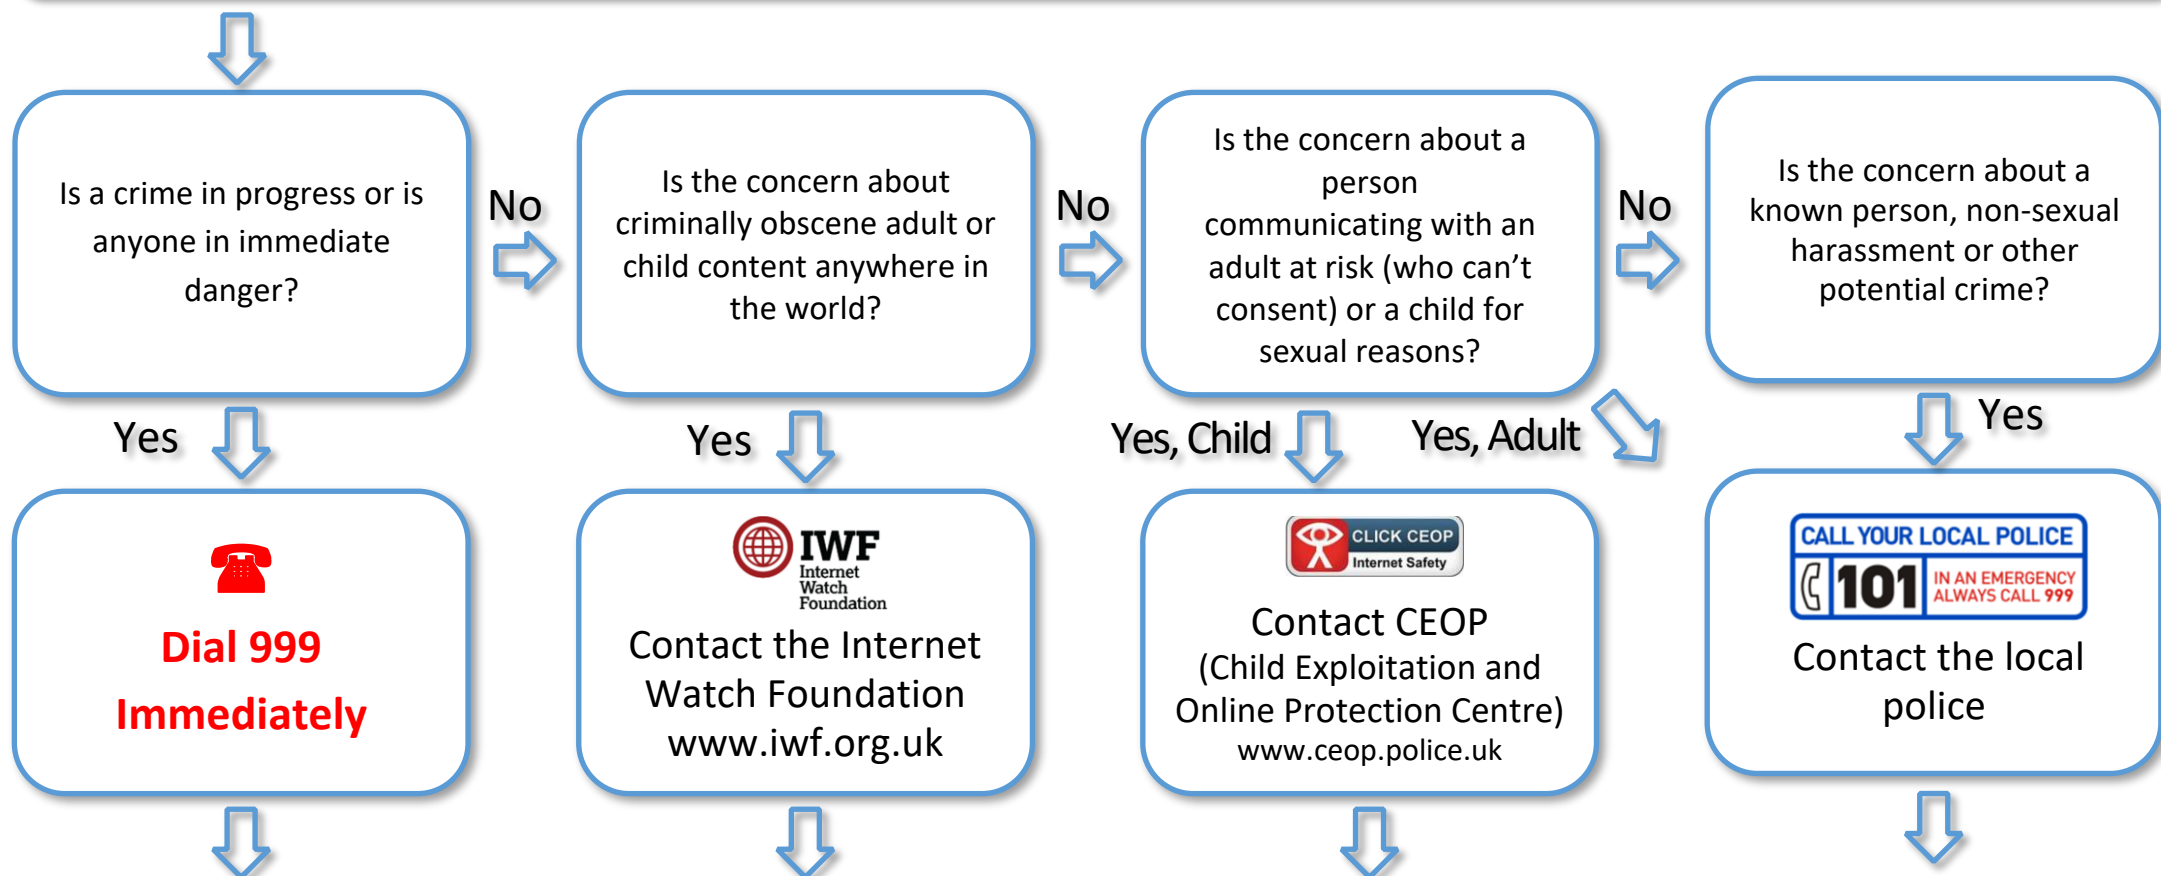 Is a crime in progress or is
anyone in immediate
danger?
No
Is the concern about
criminally obscene adult or
child content anywhere in
the world?
No
Is the concern about a
person
communicating with an
adult at risk (who can’t
consent) or a child for
sexual reasons?
No
Is the concern about a
known person, non-sexual
harassment or other
potential crime?
Yes
Yes
Yes, Child
Yes, Adult
Yes
Dial 999
Immediately
IWF
Internet
Watch
Foundation
Contact the Internet
Watch Foundation
www.iwf.org.uk
CLICK CEOP
Internet Safety
Contact CEOP
(Child Exploitation and
Online Protection Centre)
www.ceop.police.uk
CALL YOUR LOCAL POLICE
101
IN AN EMERGENCY
ALWAYS CALL 999
Contact the local
police